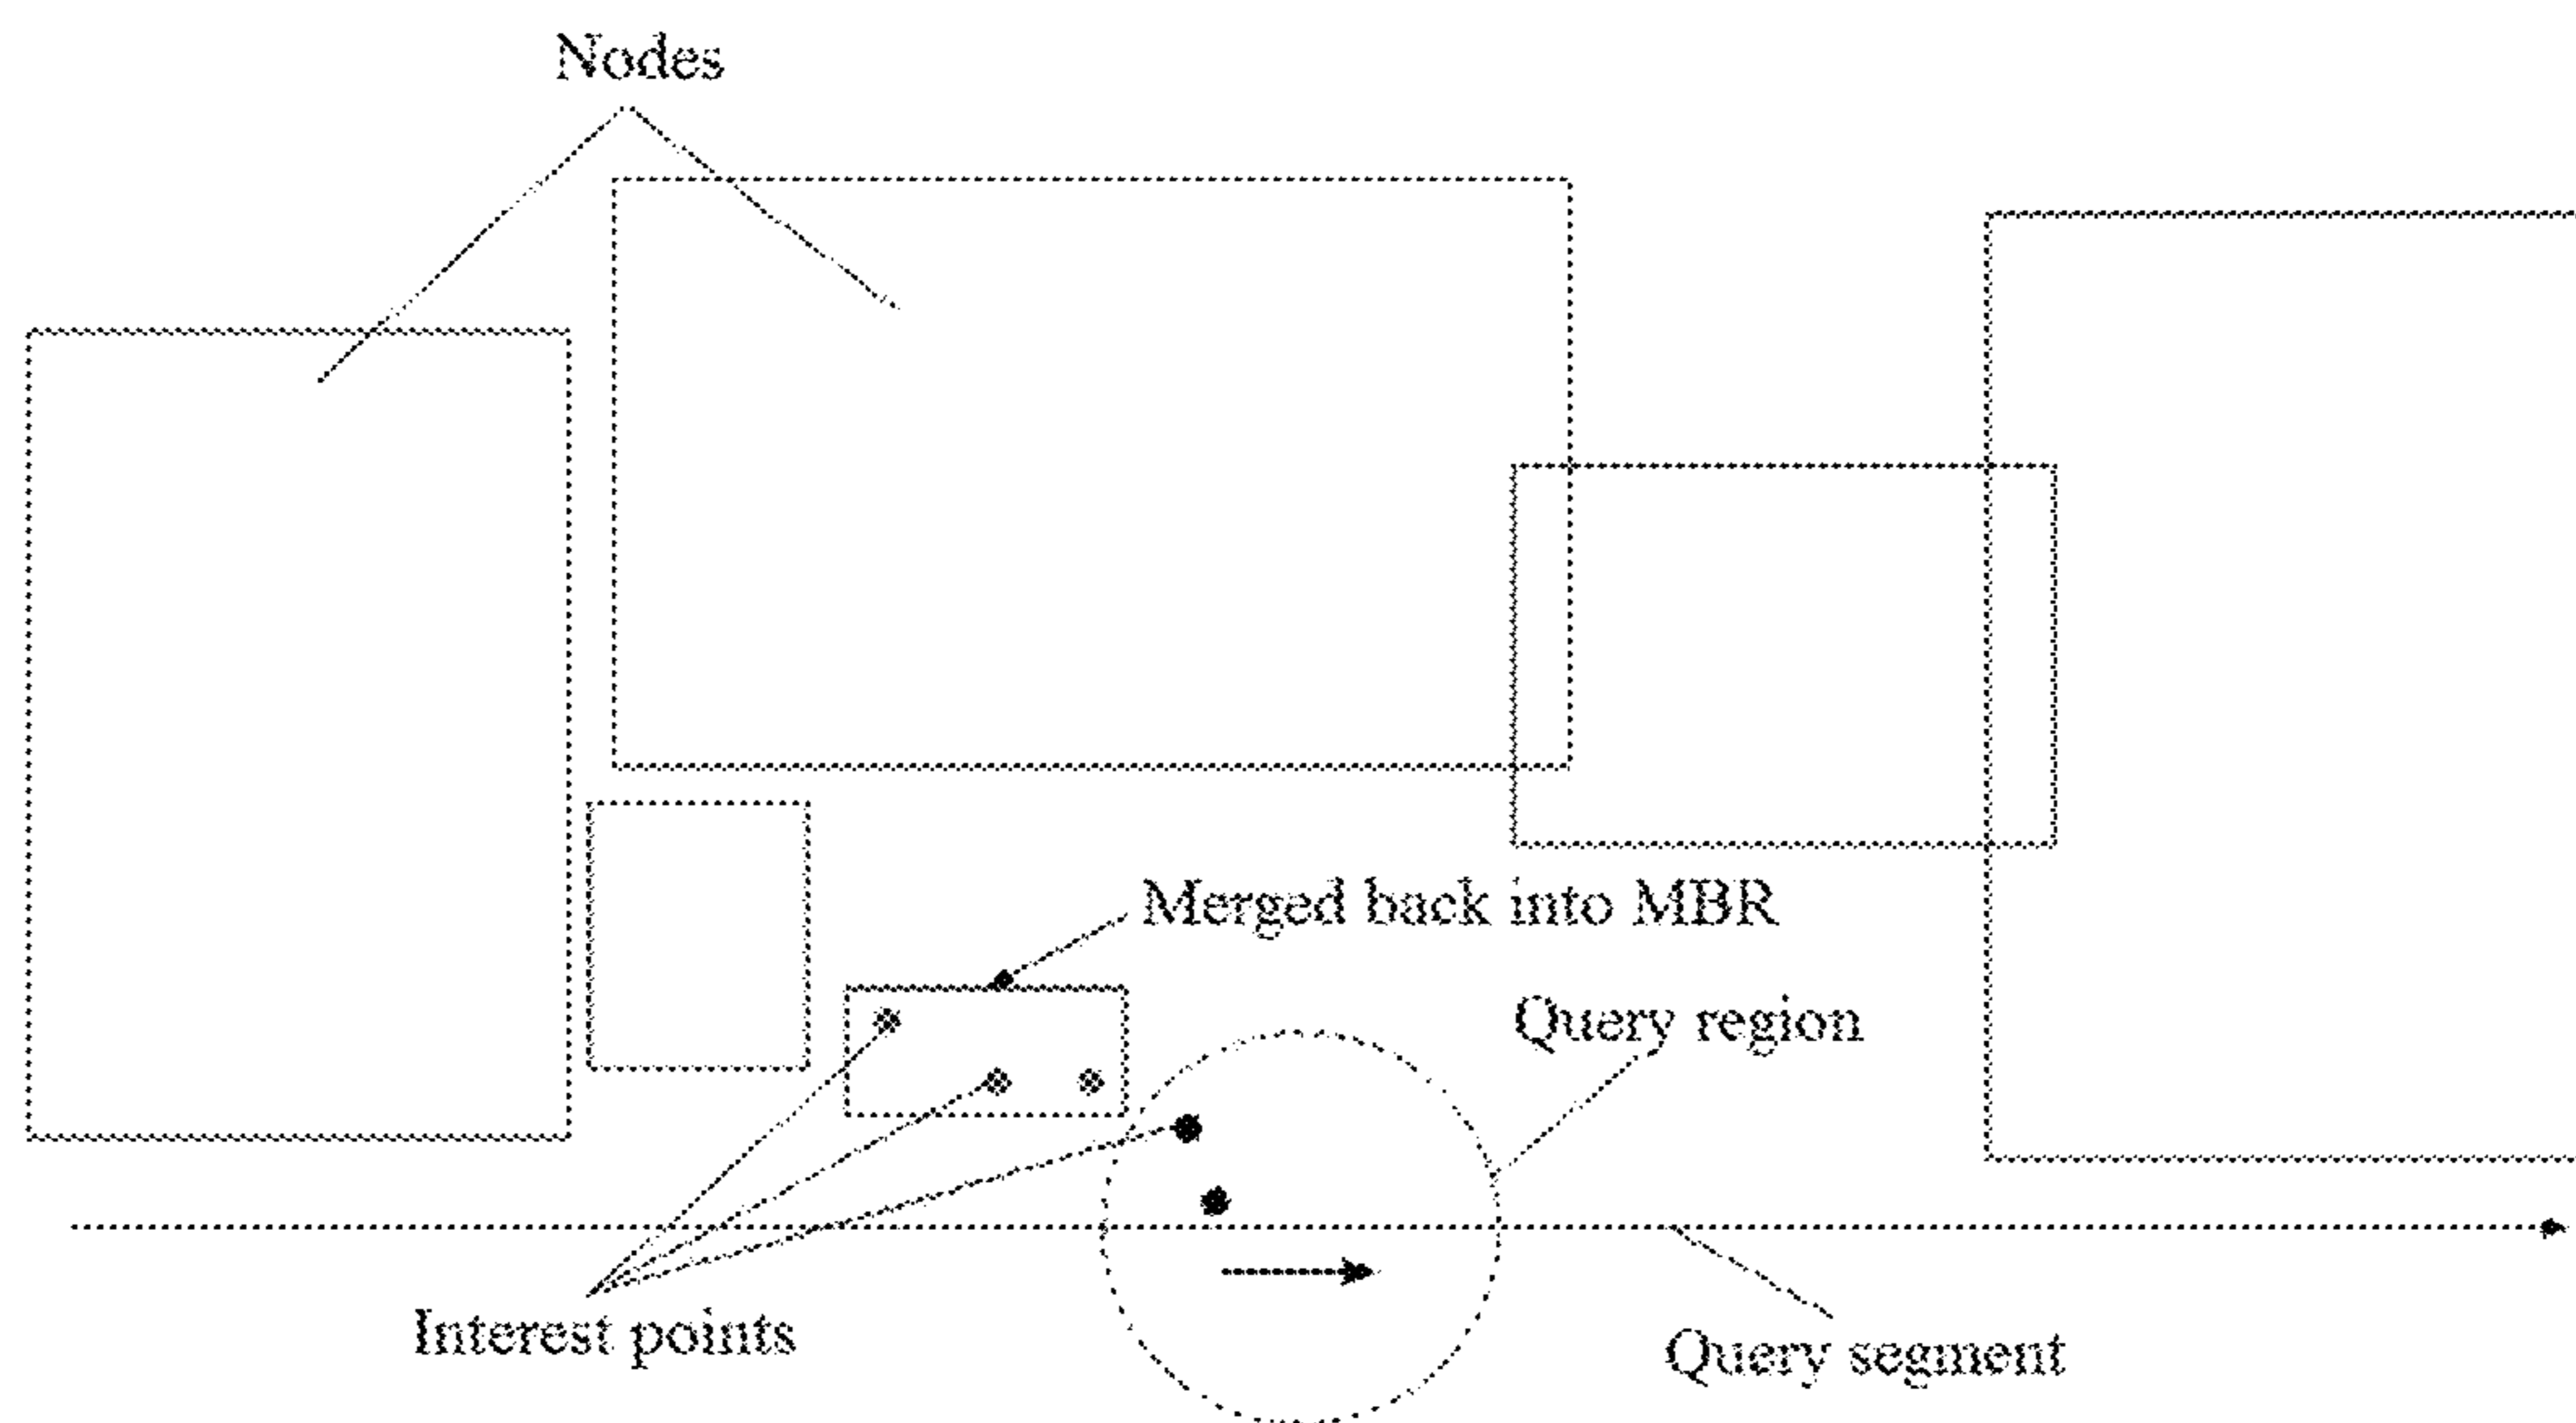 Nodes
Merged back into MBR
Query region
Interest points
Query segment